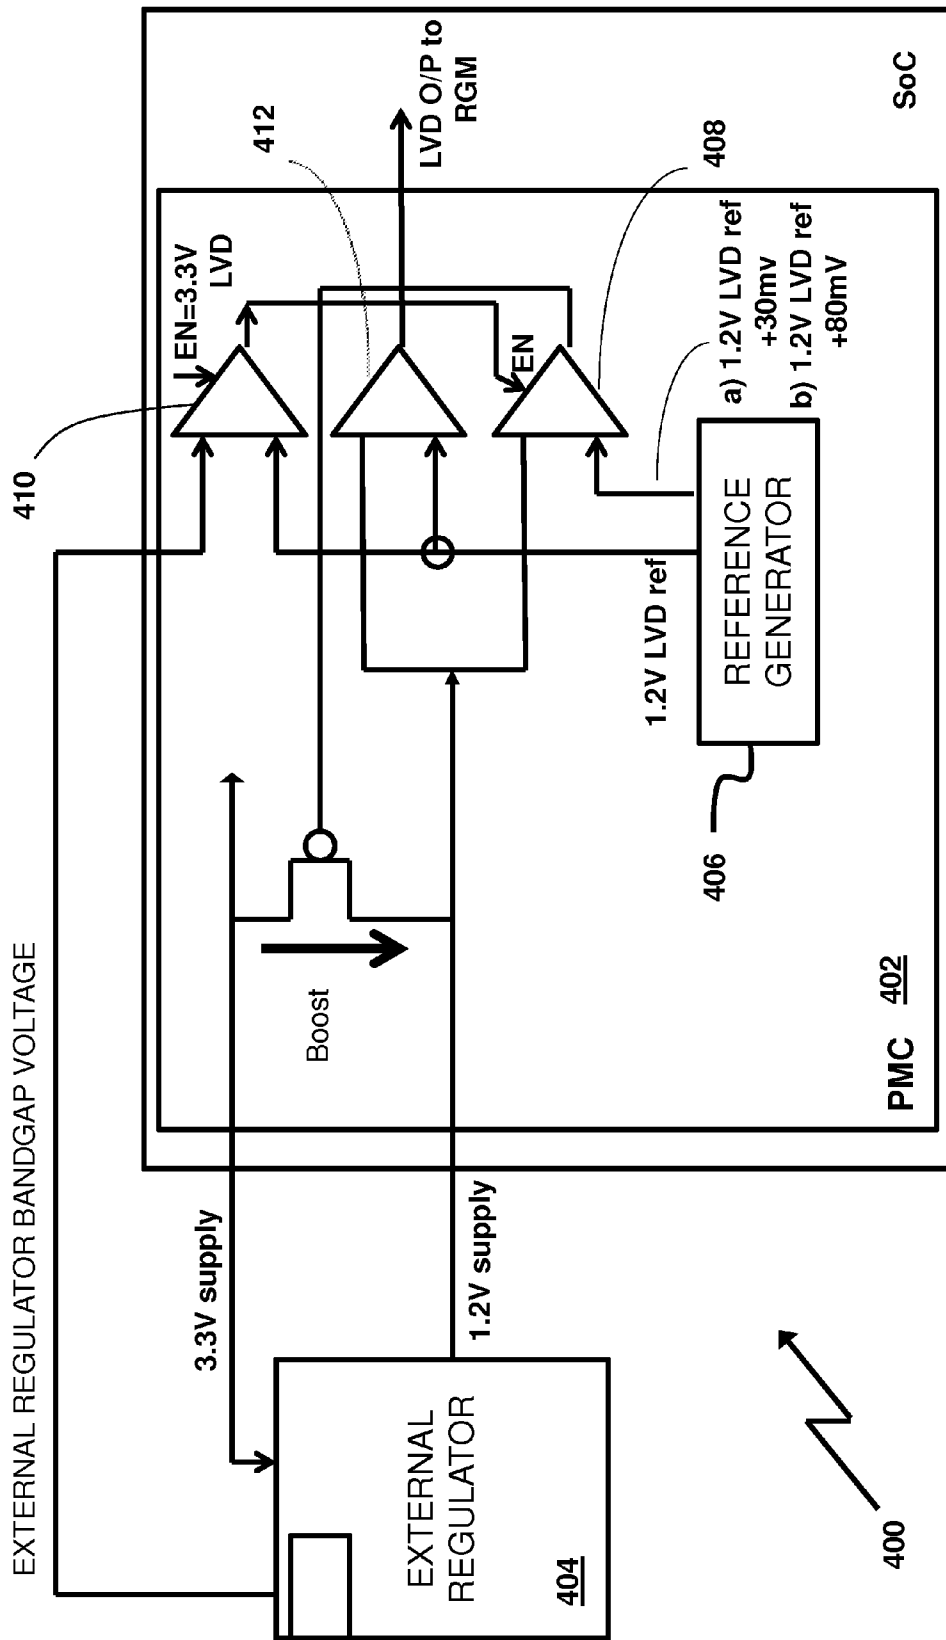 EXTERNAL REGULATOR BANDGAP VOLTAGE
3.3V supply
1.2V supply
EXTERNAL
REGULATOR
404
400
Boost
PMC
402
406
1.2V LVD ref
REFERENCE
GENERATOR
410
EN=3.3V
LVD
412
EN
LVD O/P to
RGM
408
a) 1.2V LVD ref
+30mv
b) 1.2V LVD ref
+80mV
SoC